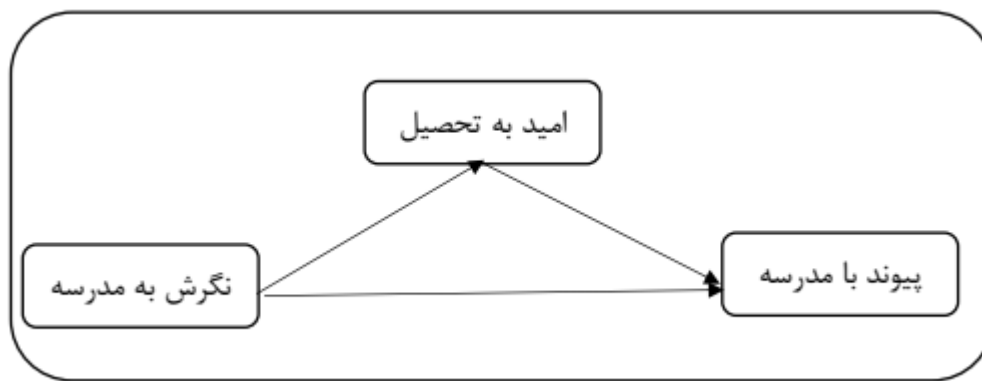 امید به تحصیل
پیوند با مدرسه
نگرش به مدرسه